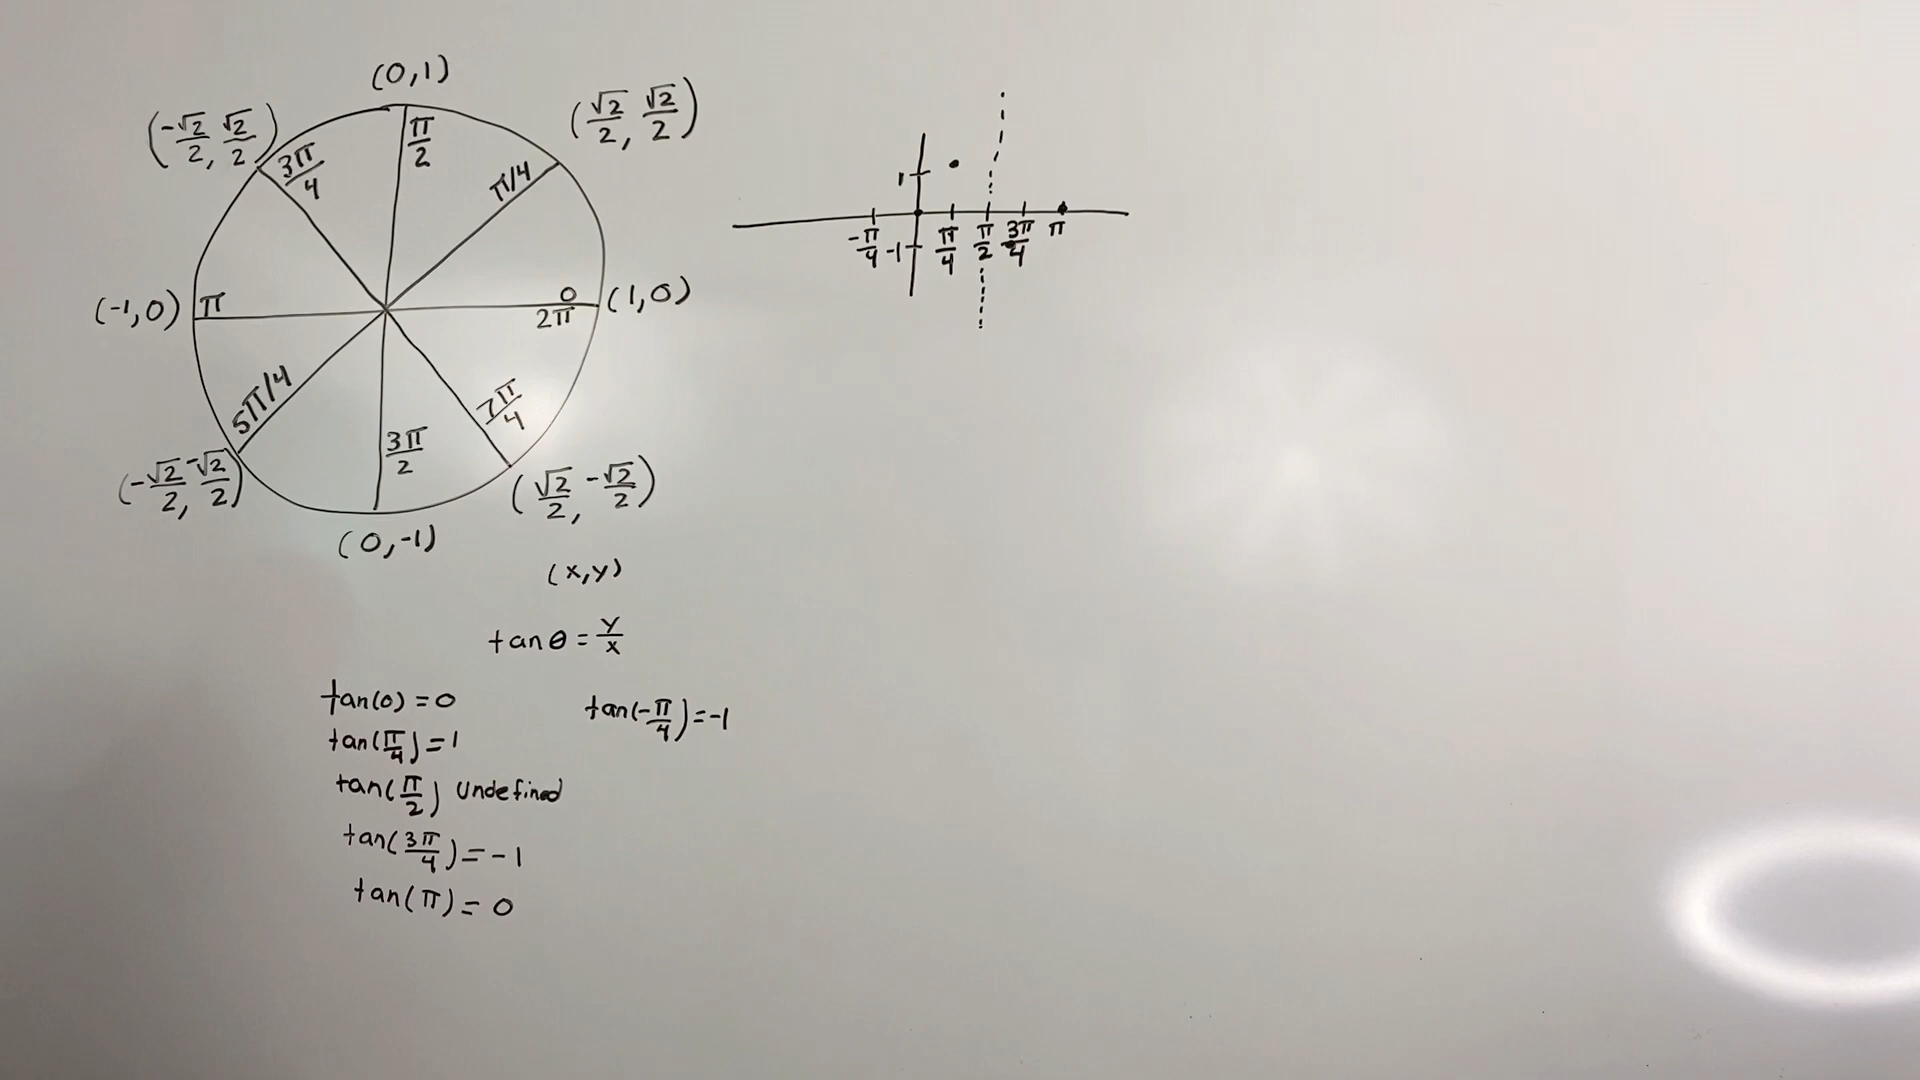 (0,1)
(-√2/2, √2/2)
(√2/2, √2/2)
3π/4
π/2
π/4
(-1,0)
π
0
2π
(1,0)
5π/4
3π/2
7π/4
(-√2/2, -√2/2)
(√2/2, -√2/2)
(0,-1)
(x,y)
tan θ = y/x
tan(0) = 0
tan(π/4) = 1
tan(π/2) undefined
tan(3π/4) = -1
tan(π) = 0
tan(-π/4) = -1
1
-π/4 -1 π/4 π/2 3π/4 π